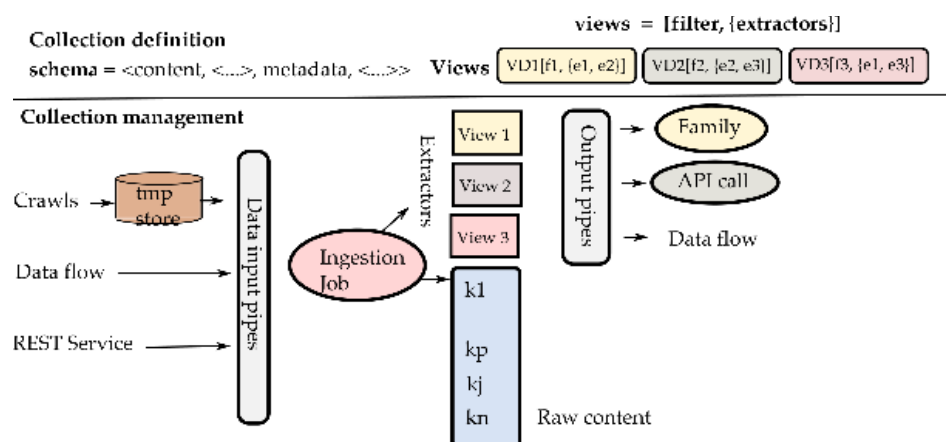 views = [filter, {extractors}]
Collection definition
schema = <content, <...>, metadata, <...>>
Views
VD1[f1, {e1, e2}]
VD2[f2, {e2, e3)]
VD3[f3, {e1, e3}]
Collection management
Crawls
tmp
store
Data flow
REST Service
Data input pipes
Ingestion
Job
Extractors
View 1
View 2
View 3
k1
kp
kj
kn
Raw content
Output pipes
Family
API call
Data flow